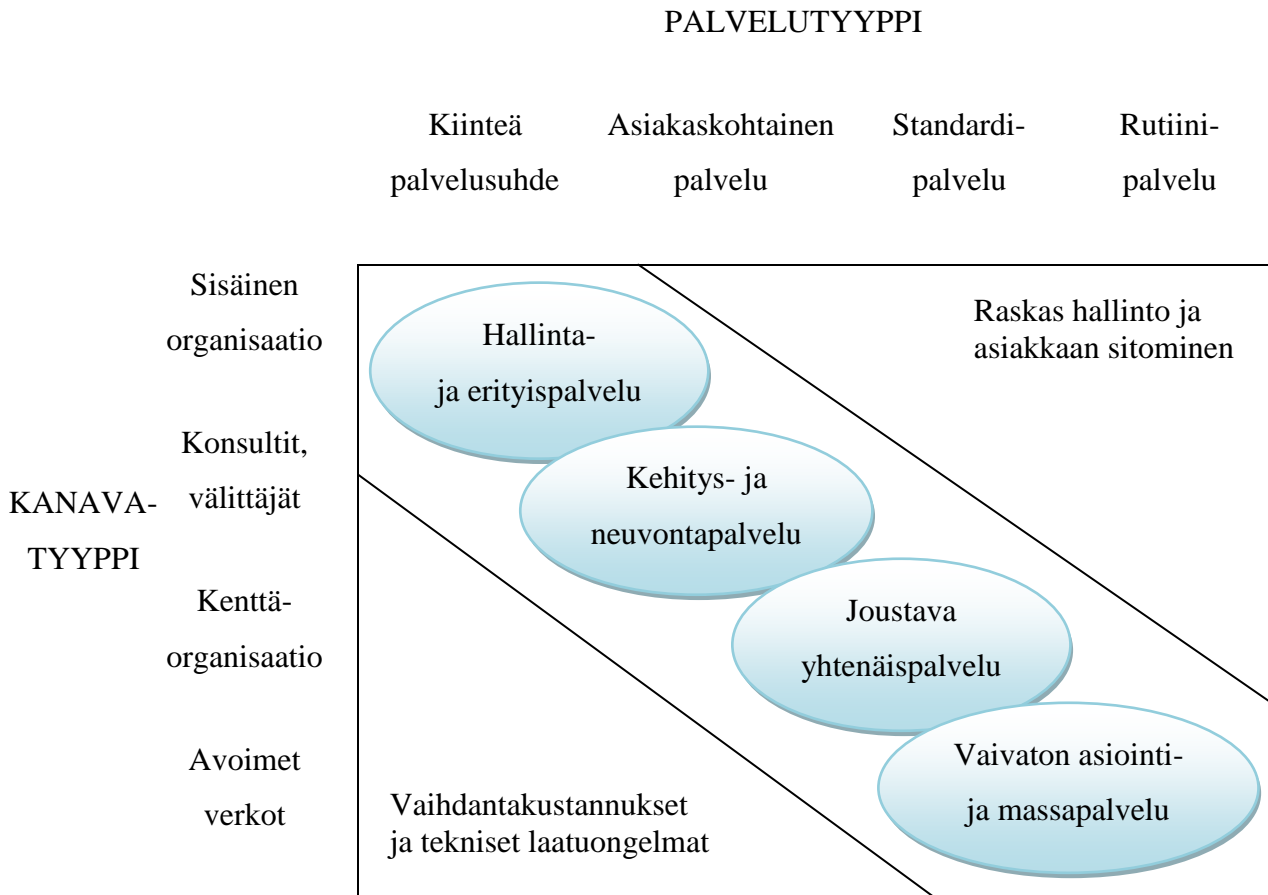 PALVELUTYYPPI
Kiinteä
palvelusuhde
Asiakaskohtainen
palvelu
Standardi-
palvelu
Rutiini-
palvelu
KANAVA-
TYYPPI
Sisäinen
organisaatio
Konsultit,
välittäjät
Kenttä-
organisaatio
Avoimet
verkot
Hallinta-
ja erityispalvelu
Raskas hallinto ja
asiakkaan sitominen
Kehitys- ja
neuvontapalvelu
Joustava
yhtenäispalvelu
Vaivaton asiointi-
ja massapalvelu
Vaihdantakustannukset
ja tekniset laatuongelmat